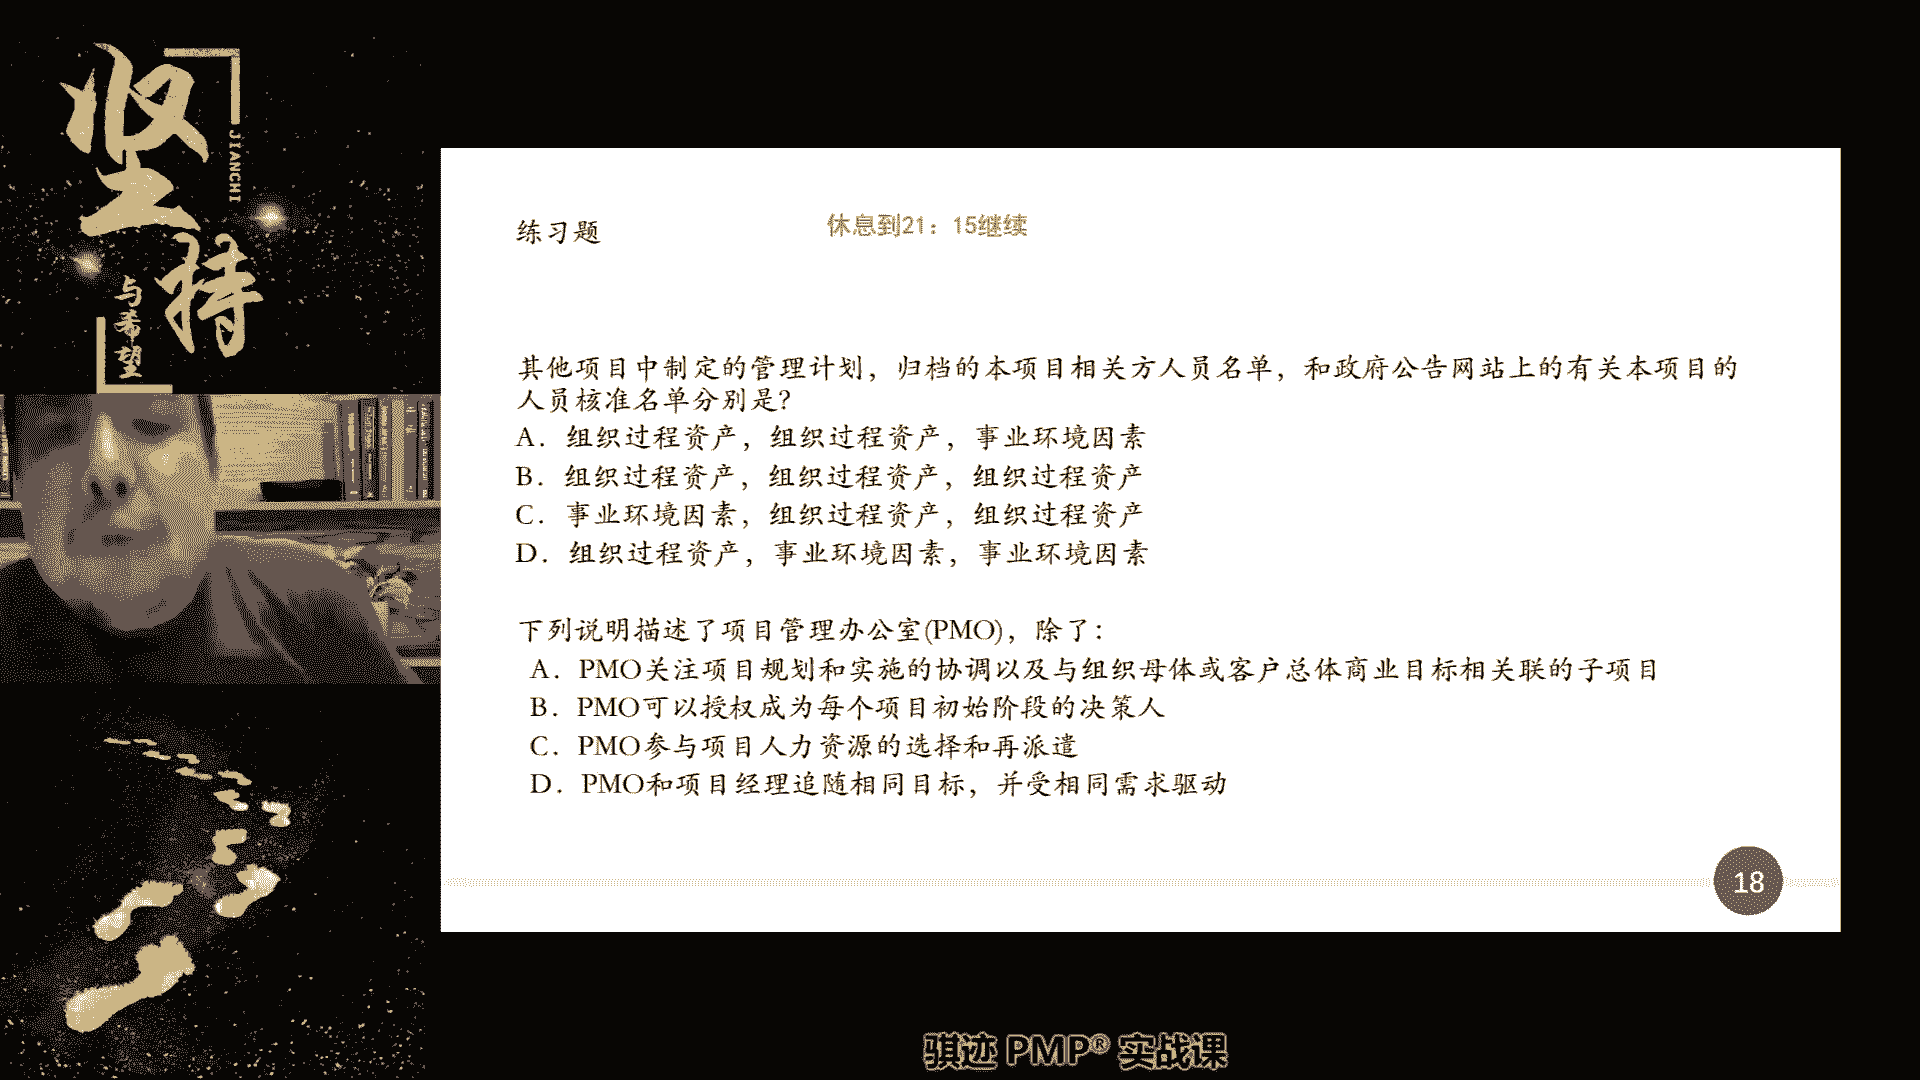 坚持
JIANCHI
与希望
练习题
休息到21：15继续
其他项目中制定的管理计划，归档的本项目相关方人员名单，和政府公告网站上的有关本项目的
人员核准名单分别是？
A．组织过程资产，组织过程资产，事业环境因素
B．组织过程资产，组织过程资产，组织过程资产
C．事业环境因素，组织过程资产，组织过程资产
D．组织过程资产，事业环境因素，事业环境因素
下列说明描述了项目管理办公室(PMO)，除了：
A．PMO关注项目规划和实施的协调以及与组织母体或客户总体商业目标相关联的子项目
B．PMO可以授权成为每个项目初始阶段的决策人
C．PMO参与项目人力资源的选择和再派遣
D．PMO和项目经理追随相同目标，并受相同需求驱动
18
骐迹 PMP® 实战课